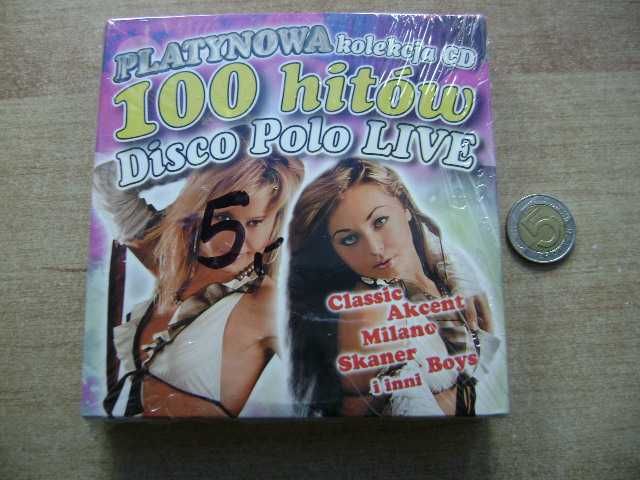 PLATYNOWA kolekcja CD
100 hitów
Disco Polo LIVE
5,-
5
Classic
Akcent
Milano
Skaner
Boys
i inni